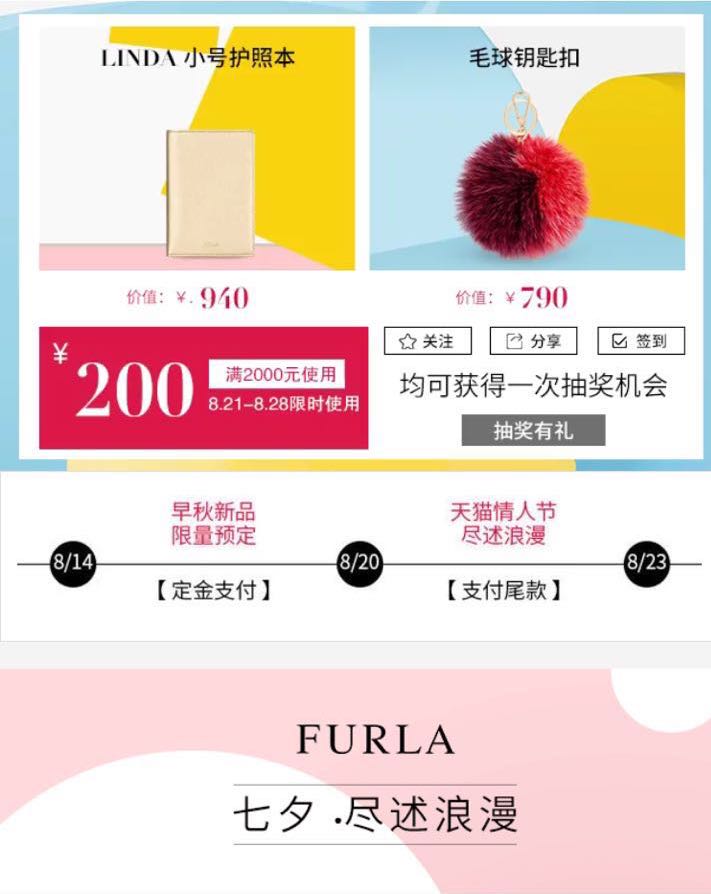 LINDA 小号护照本
毛球钥匙扣
价值：￥.940
价值：￥790
￥200
满2000元使用
8.21-8.28限时使用
关注
分享
签到
均可获得一次抽奖机会
抽奖有礼
早秋新品
限量预定
天猫情人节
尽述浪漫
8/14
8/20
8/23
【定金支付】
【支付尾款】
FURLA
七夕·尽述浪漫